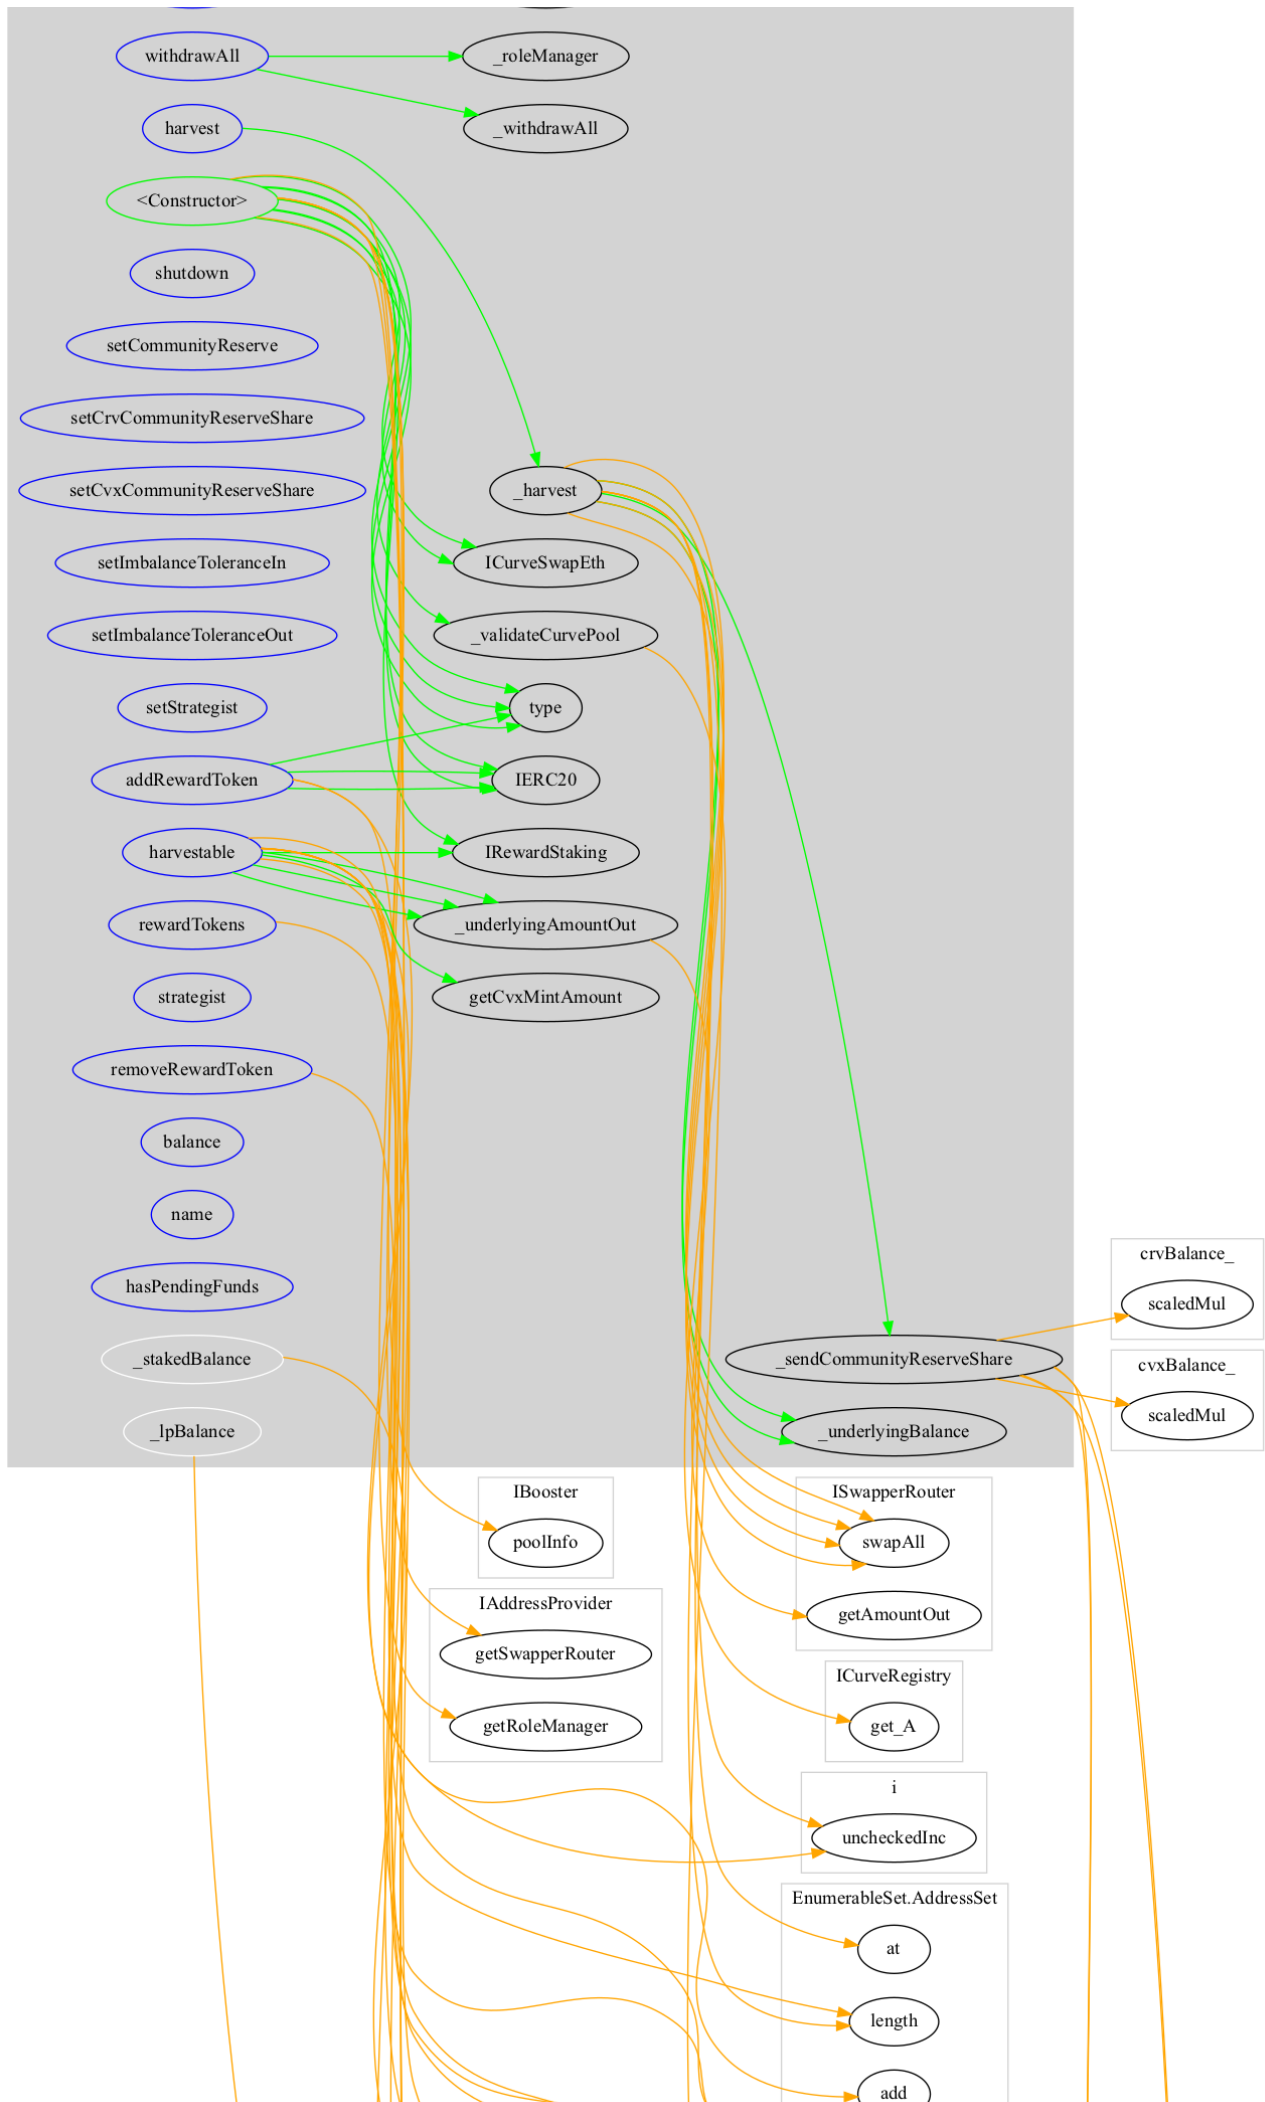 withdrawAll
_roleManager
harvest
_withdrawAll
<Constructor>
shutdown
setCommunityReserve
setCrvCommunityReserveShare
setCvxCommunityReserveShare
_harvest
setImbalanceToleranceIn
ICurveSwapEth
setImbalanceToleranceOut
_validateCurvePool
setStrategist
type
addRewardToken
IERC20
harvestable
IRewardStaking
rewardTokens
_underlyingAmountOut
strategist
getCvxMintAmount
removeRewardToken
balance
name
hasPendingFunds
crvBalance_
scaledMul
_stakedBalance
_sendCommunityReserveShare
cvxBalance_
scaledMul
_lpBalance
_underlyingBalance
IBooster
poolInfo
ISwapperRouter
swapAll
getAmountOut
IAddressProvider
getSwapperRouter
getRoleManager
ICurveRegistry
get_A
i
uncheckedInc
EnumerableSet.AddressSet
at
length
add